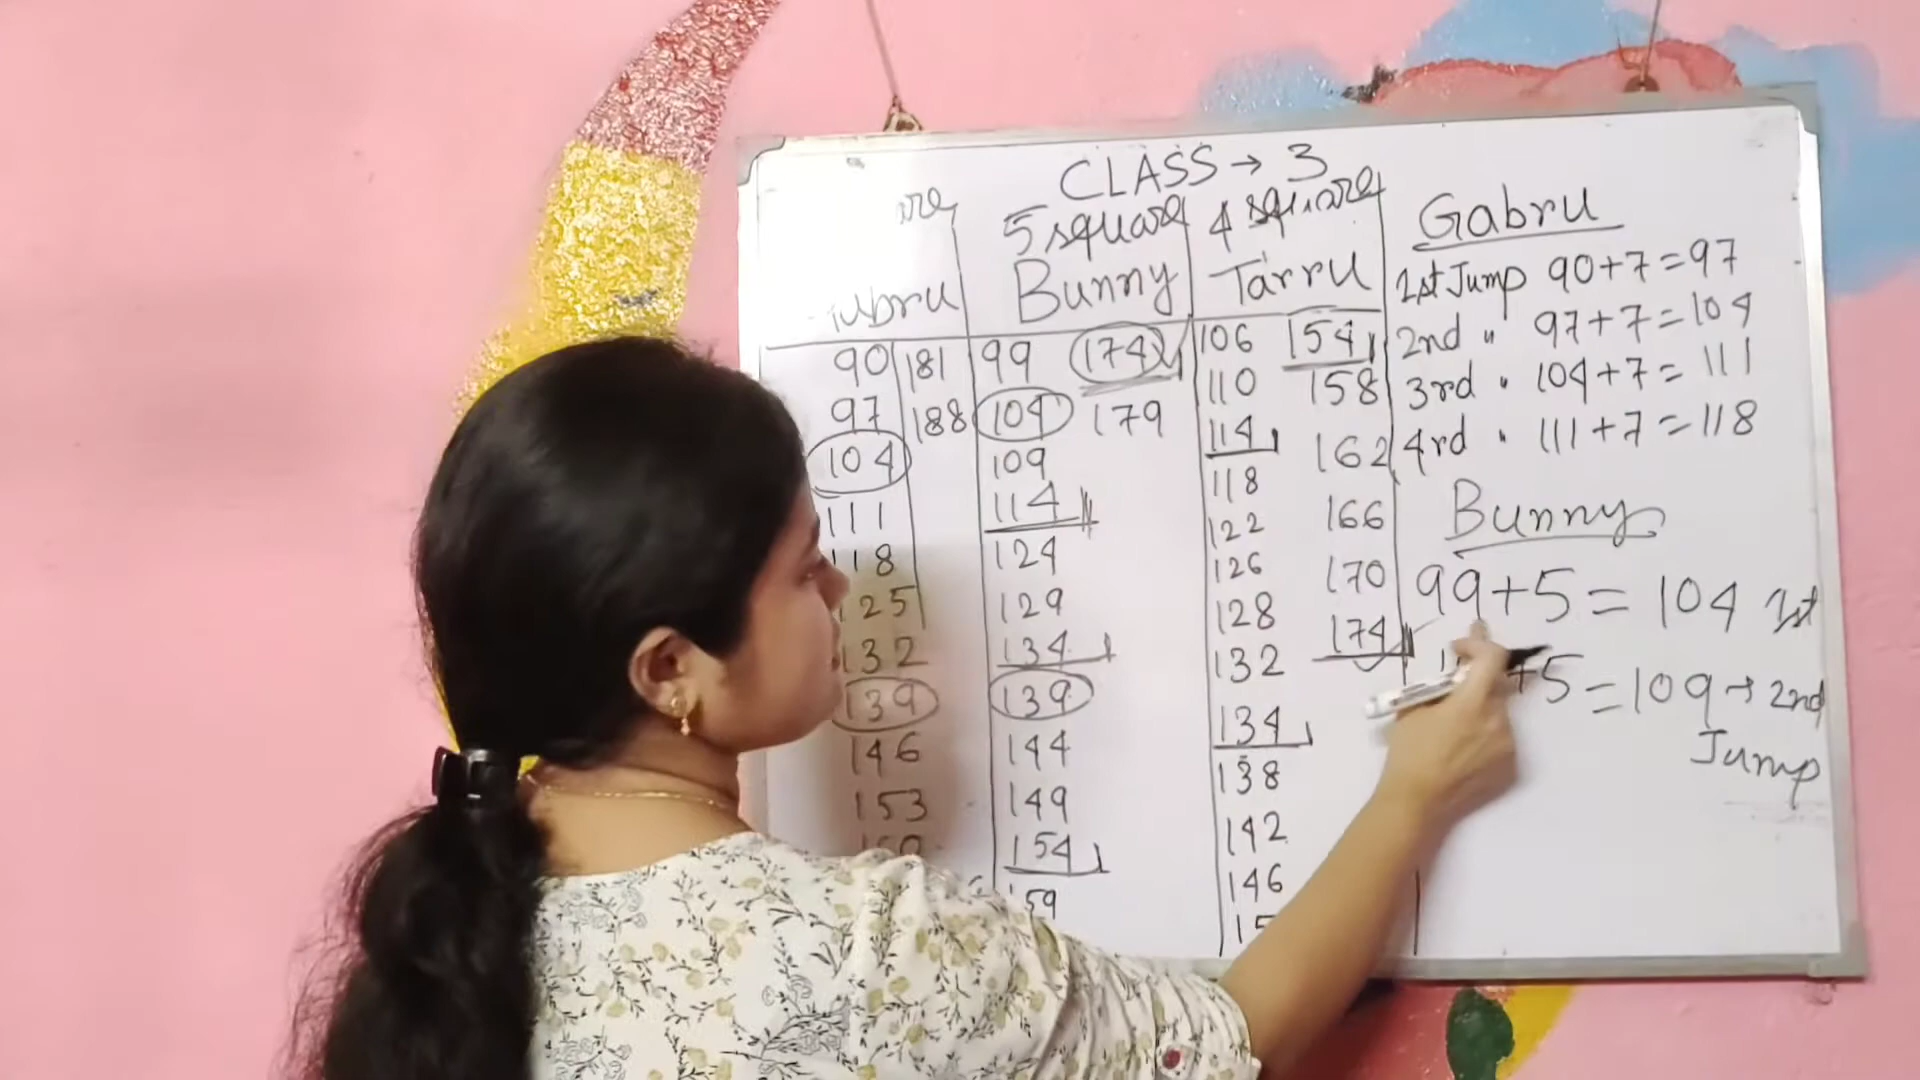 CLASS → 3
5 square 4 square
Bunny Tarru
90 181 99 174 106 154
97 188 104 179 110 158
104 109 114 162
111 114 118 166
118 124 122 170
125 129 126 174
132 134 128
139 139 132
146 144 134
153 149 138
154 142
159 146
Gabru
1st Jump 90+7=97
2nd " 97+7=104
3rd " 104+7=111
4rd " 111+7=118
Bunny
99+5=104 1st
+5=109→2nd
Jump